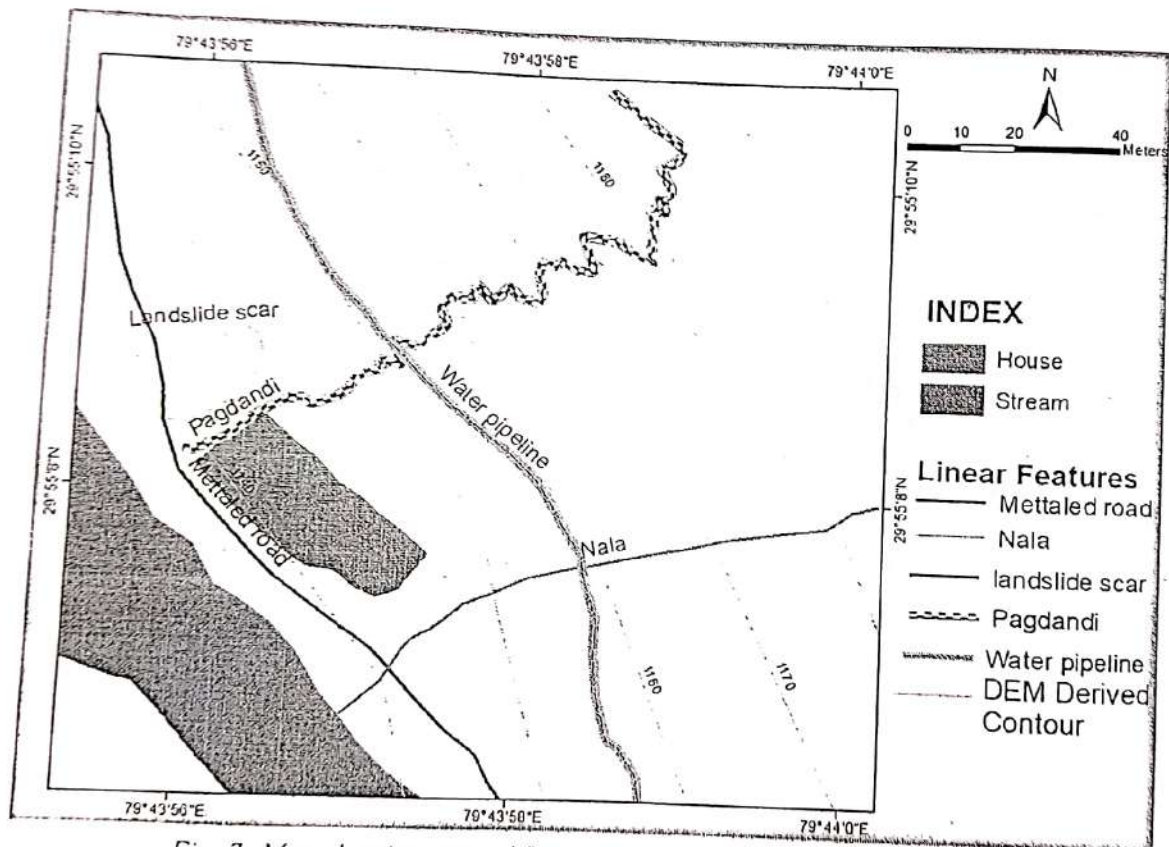 79°43'56"E
79°43'58"E
79°44'0"E
N
0 10 20 40
Meters
29°55'10"N
29°55'10"N
1150
1180
Landslide scar
Pagdandi
Water pipeline
INDEX
House
Stream
29°55'8"N
29°55'8"N
1140
Mettaled road
Nala
Linear Features
Mettaled road
Nala
landslide scar
Pagdandi
Water pipeline
DEM Derived
Contour
1160
1170
79°43'56"E
79°43'58"E
79°44'0"E